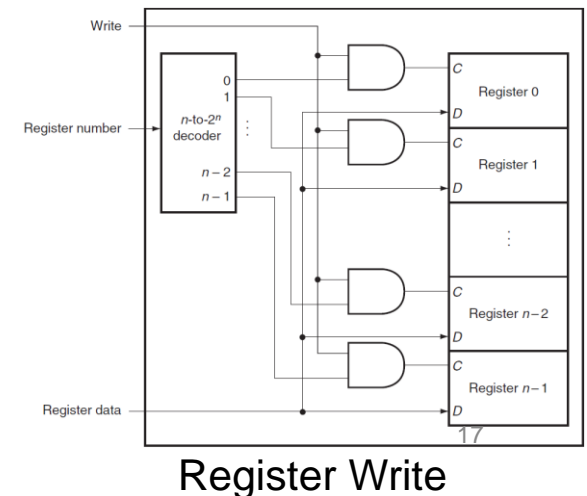 Write
0
1
n-to-2ⁿ
decoder
⋮
Register number
n – 2
n – 1
C
Register 0
D
C
Register 1
D
⋮
C
Register n – 2
D
C
Register n – 1
D
Register data
17
Register Write